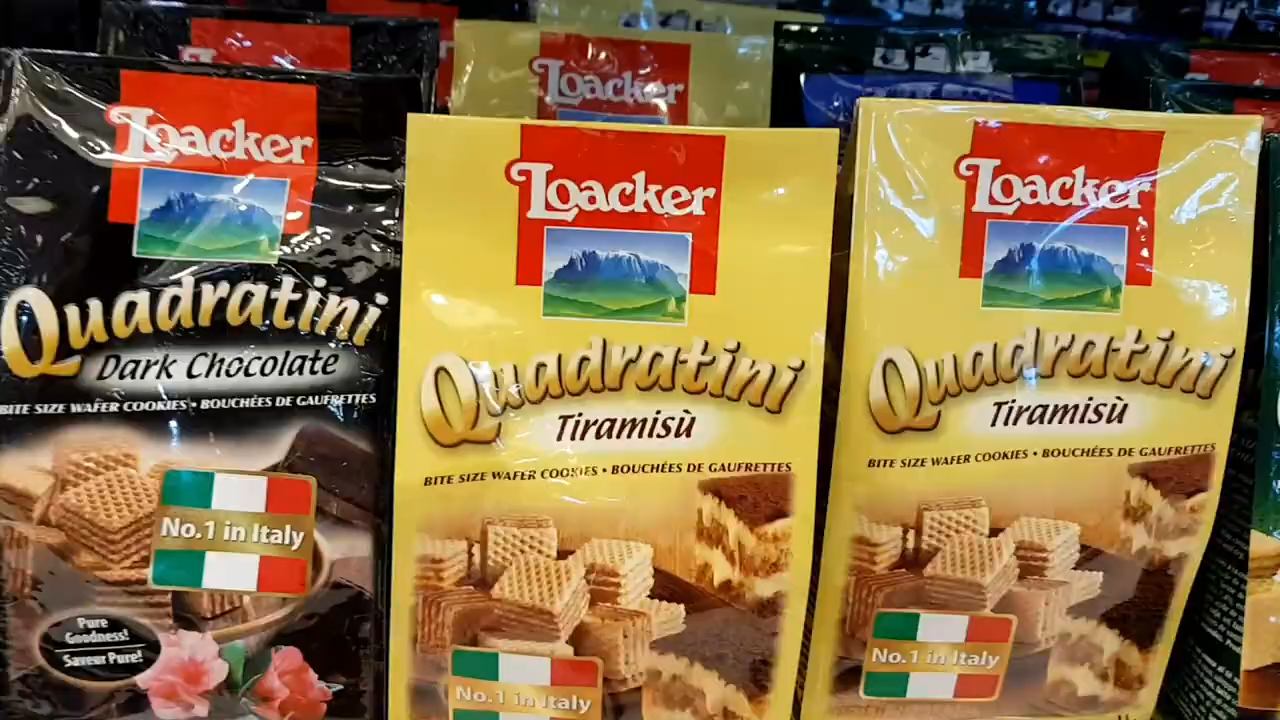 Loacker
Loacker
Loacker
Quadratini
Dark Chocolate
BITE SIZE WAFER COOKIES • BOUCHÉES DE GAUFRETTES
No.1 in Italy
Pure
Goodness!
Saveur Pure!
Loacker
Quadratini
Tiramisù
BITE SIZE WAFER COOKIES • BOUCHÉES DE GAUFRETTES
No.1 in Italy
Loacker
Quadratini
Tiramisù
BITE SIZE WAFER COOKIES • BOUCHÉES DE GAUFRETTES
No.1 in Italy